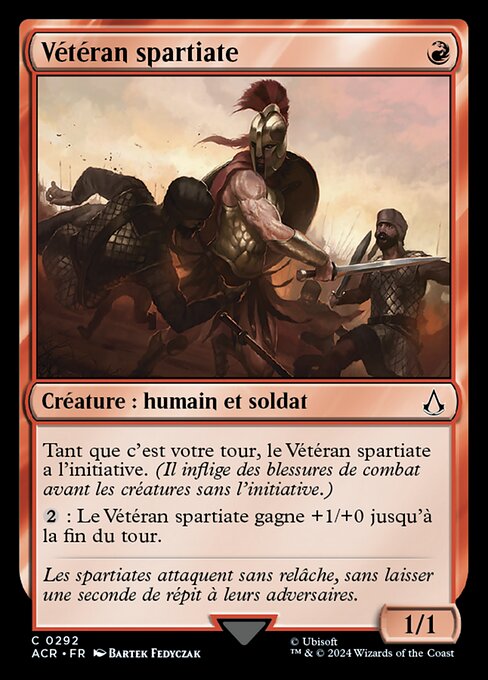 Vétéran spartiate
Créature : humain et soldat
Tant que c'est votre tour, le Vétéran spartiate
a l'initiative. (Il inflige des blessures de combat
avant les créatures sans l'initiative.)
2 : Le Vétéran spartiate gagne +1/+0 jusqu'à
la fin du tour.
Les spartiates attaquent sans relâche, sans laisser
une seconde de répit à leurs adversaires.
1/1
C 0292
ACR • FR Bartek Fedyczak
© Ubisoft
™ & © 2024 Wizards of the Coast